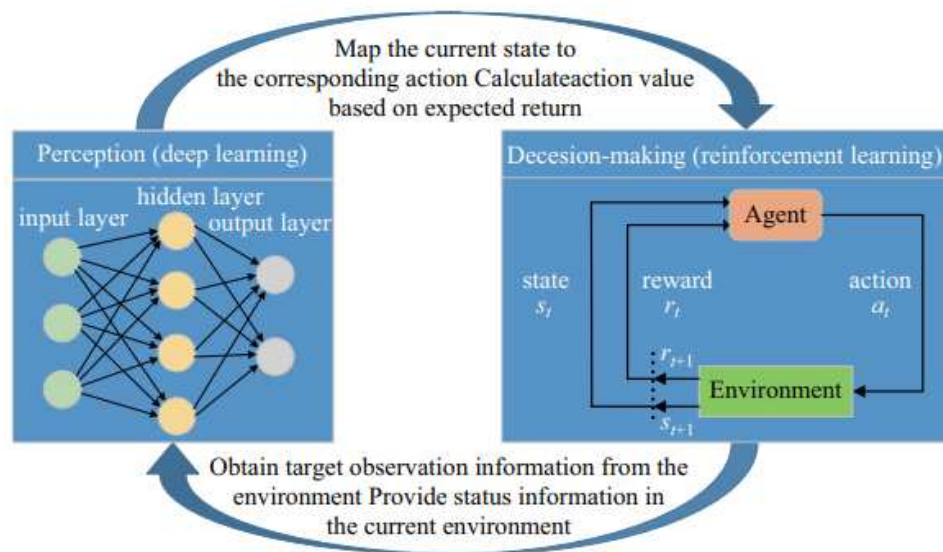 Map the current state to
the corresponding action Calculateaction value
based on expected return
Perception (deep learning)
hidden layer
input layer
output layer
Decesion-making (reinforcement learning)
Agent
state
s_t
reward
r_t
action
a_t
r_{t+1}
Environment
s_{t+1}
Obtain target observation information from the
environment Provide status information in
the current environment